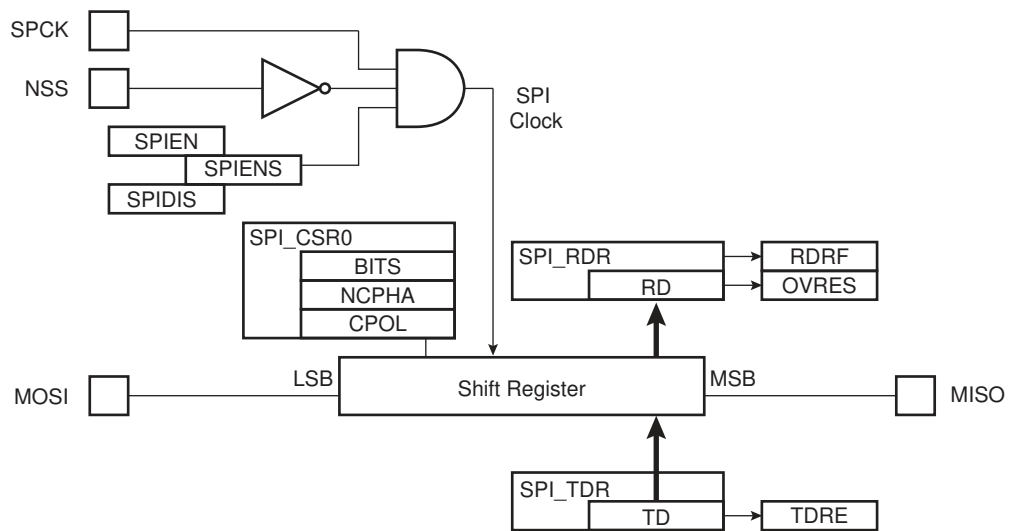 SPCK
NSS
SPI
Clock
SPIEN
SPIENS
SPIDIS
SPI_CSR0
BITS
NCPHA
CPOL
SPI_RDR
RD
RDRF
OVRES
MOSI
LSB
Shift Register
MSB
MISO
SPI_TDR
TD
TDRE